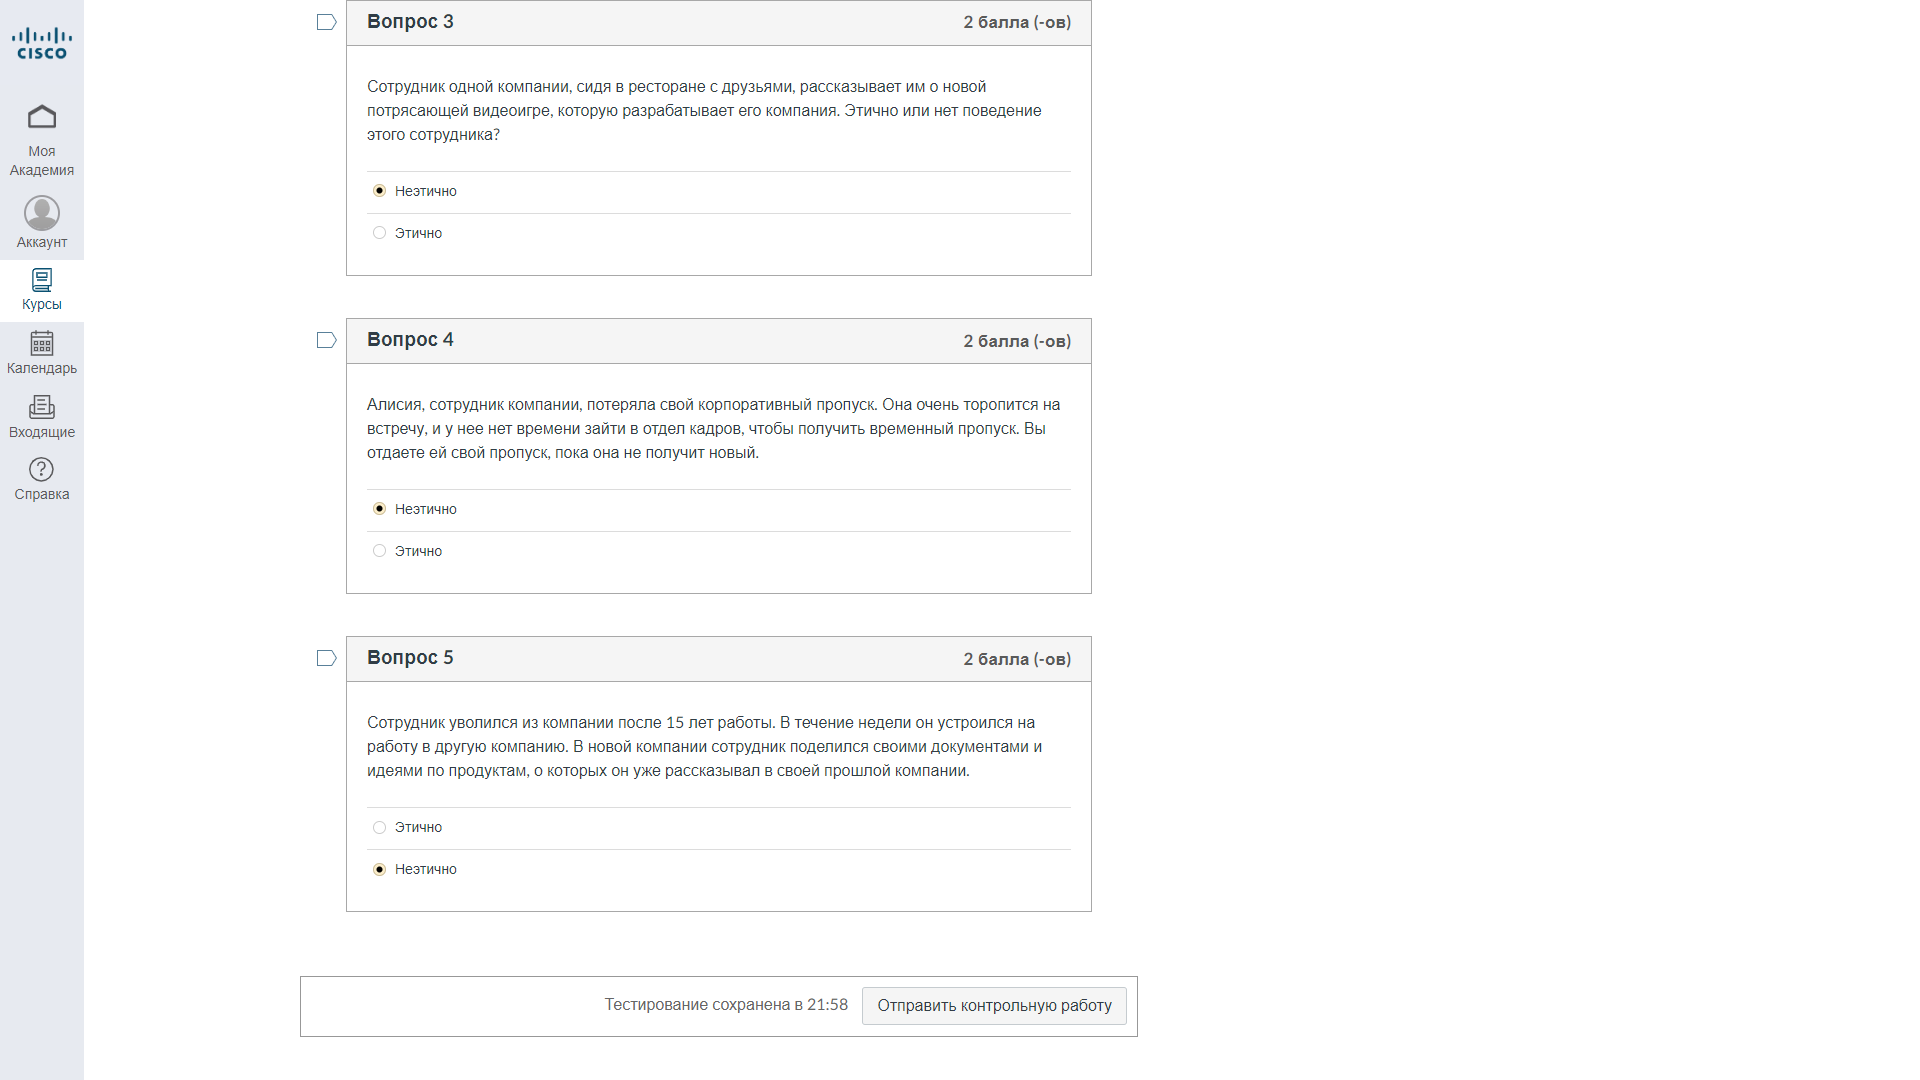 CISCO
Моя
Академия
Аккаунт
Курсы
Календарь
Входящие
?
Справка
Вопрос 3
2 балла (-ов)
Сотрудник одной компании, сидя в ресторане с друзьями, рассказывает им о новой
потрясающей видеоигре, которую разрабатывает его компания. Этично или нет поведение
этого сотрудника?
Неэтично
Этично
Вопрос 4
2 балла (-ов)
Алисия, сотрудник компании, потеряла свой корпоративный пропуск. Она очень торопится на
встречу, и у нее нет времени зайти в отдел кадров, чтобы получить временный пропуск. Вы
отдаете ей свой пропуск, пока она не получит новый.
Неэтично
Этично
Вопрос 5
2 балла (-ов)
Сотрудник уволился из компании после 15 лет работы. В течение недели он устроился на
работу в другую компанию. В новой компании сотрудник поделился своими документами и
идеями по продуктам, о которых он уже рассказывал в своей прошлой компании.
Этично
Неэтично
Тестирование сохранена в 21:58
Отправить контрольную работу